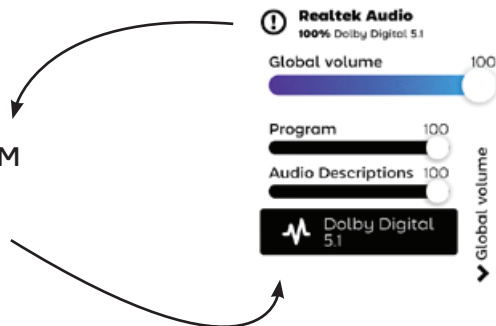 Realtek Audio
100% Dolby Digital 5.1
Global volume 100
M
Program 100
Audio Descriptions 100
Dolby Digital
5.1
Global volume